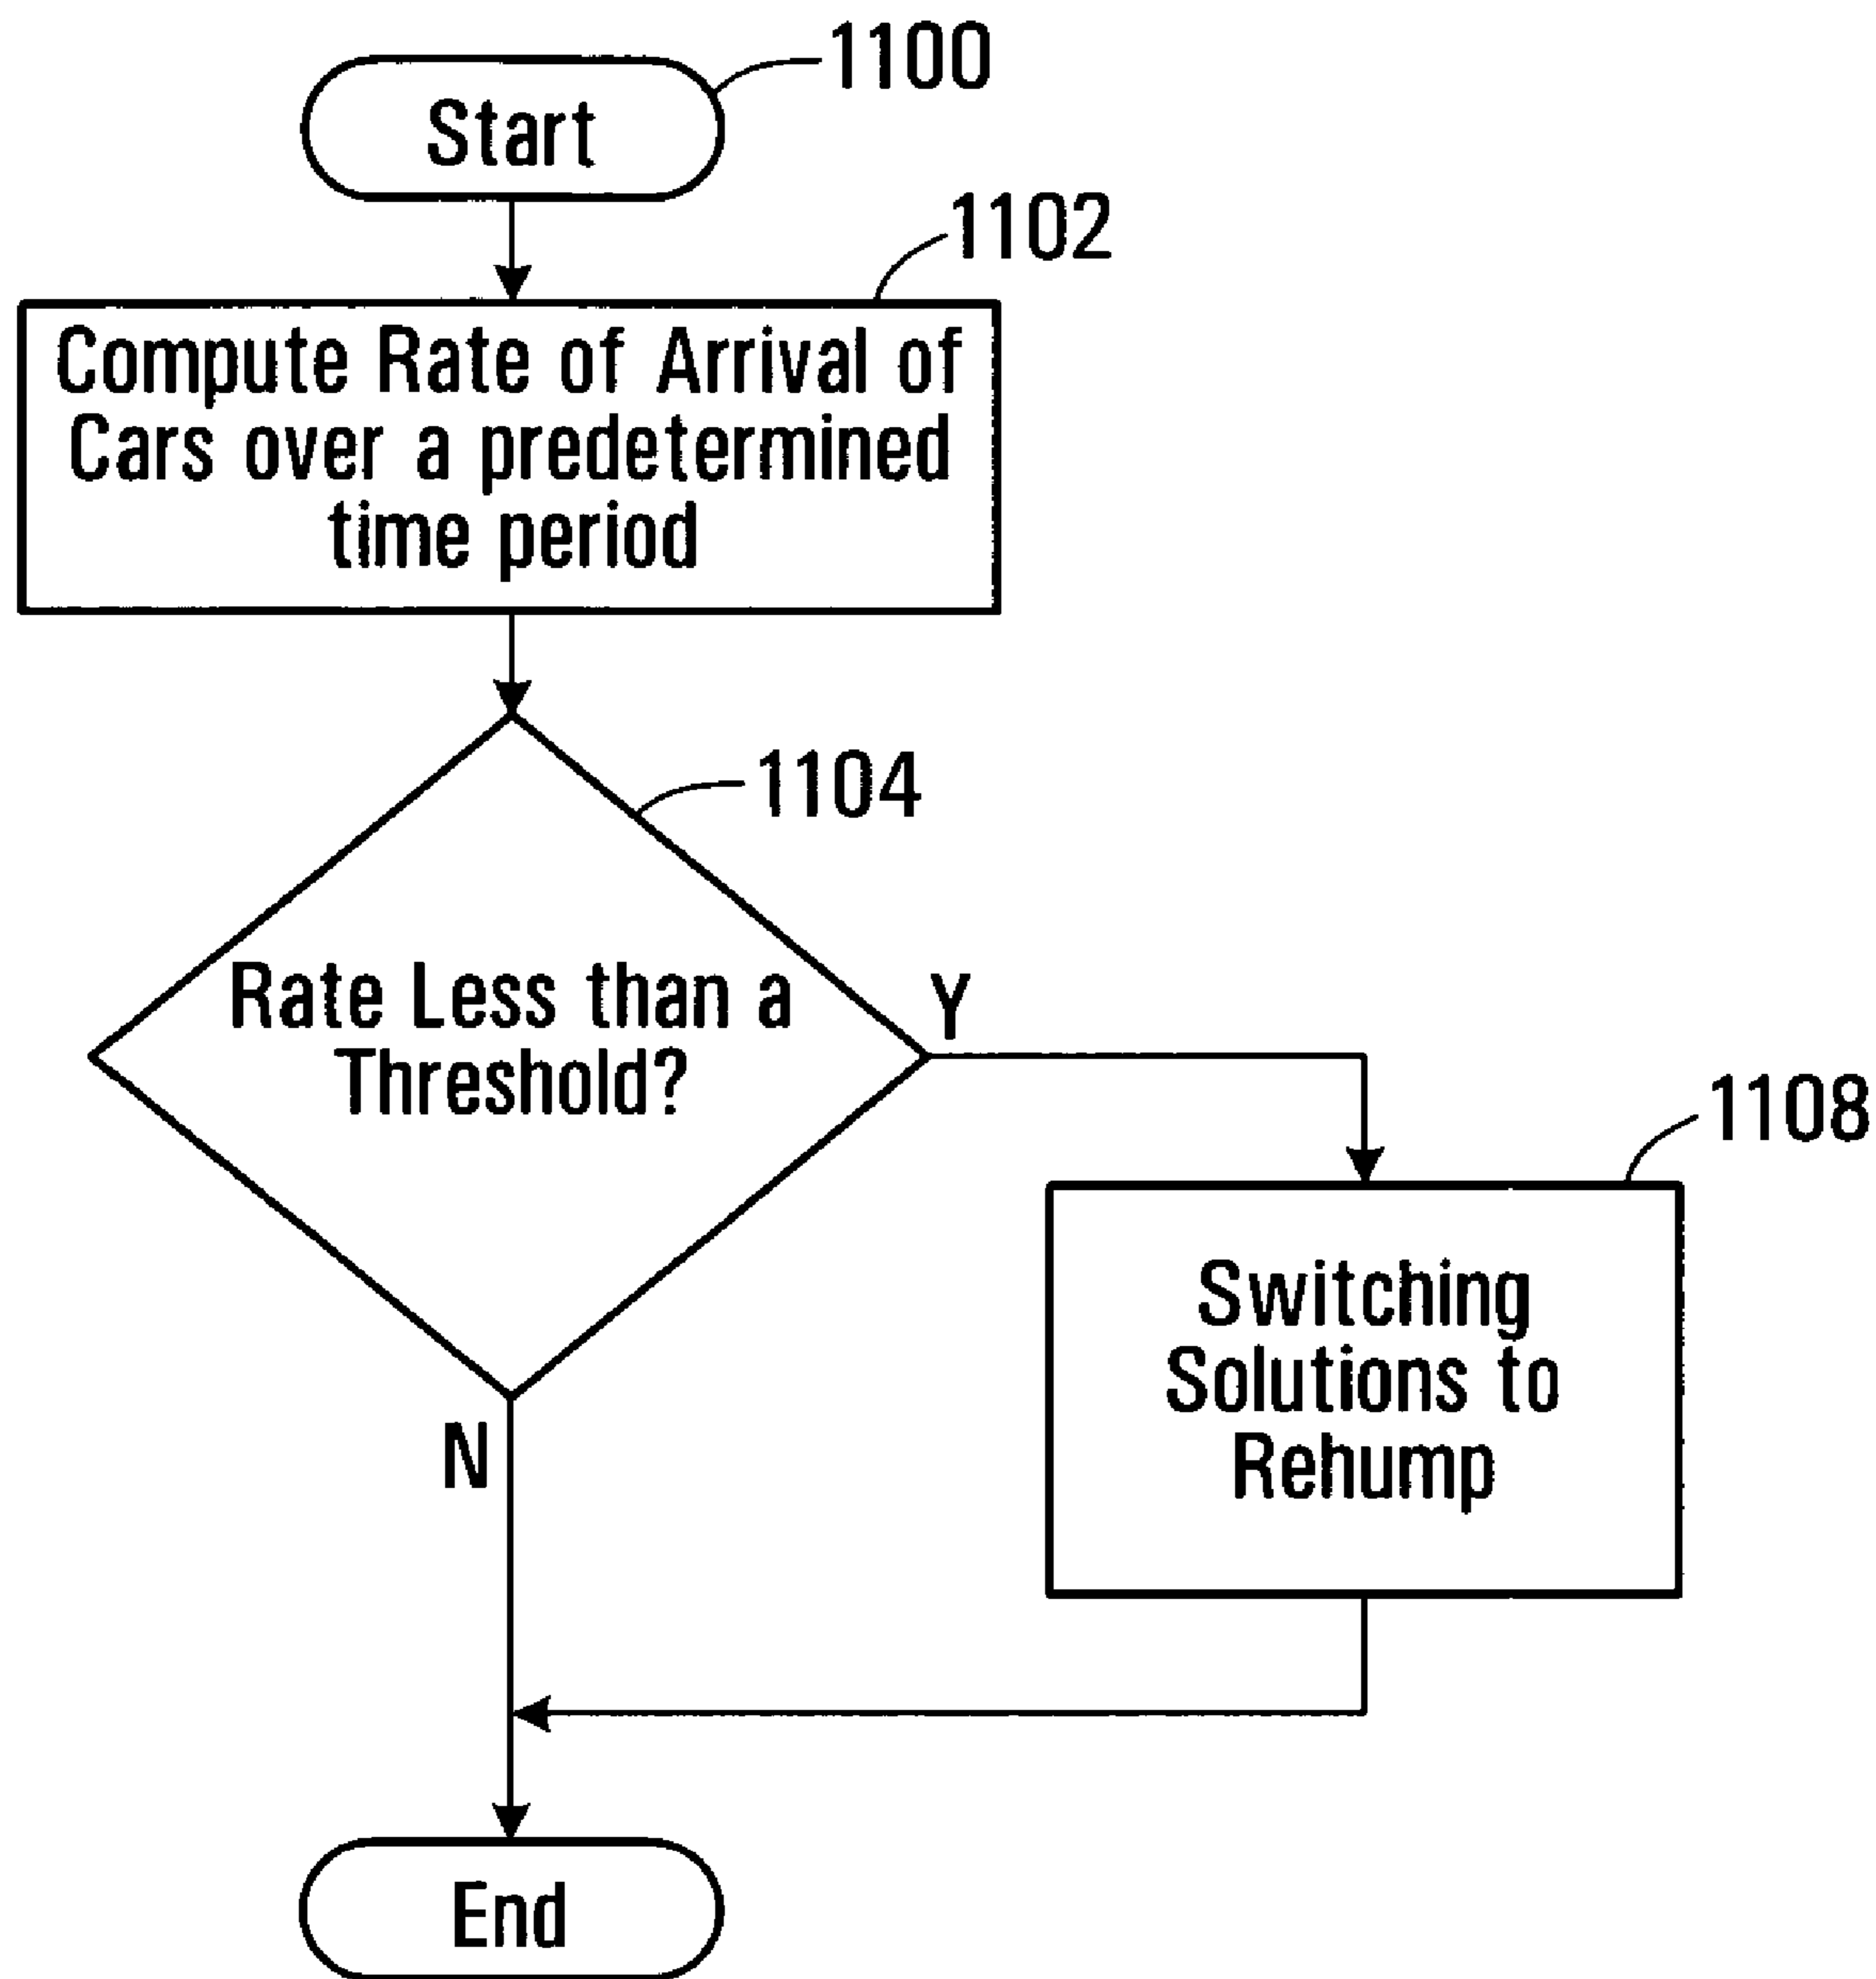 1100
Start
1102
Compute Rate of Arrival of
Cars over a predetermined
time period
1104
Rate Less than a
Threshold?
Y
1108
Switching
Solutions to
Rehump
N
End